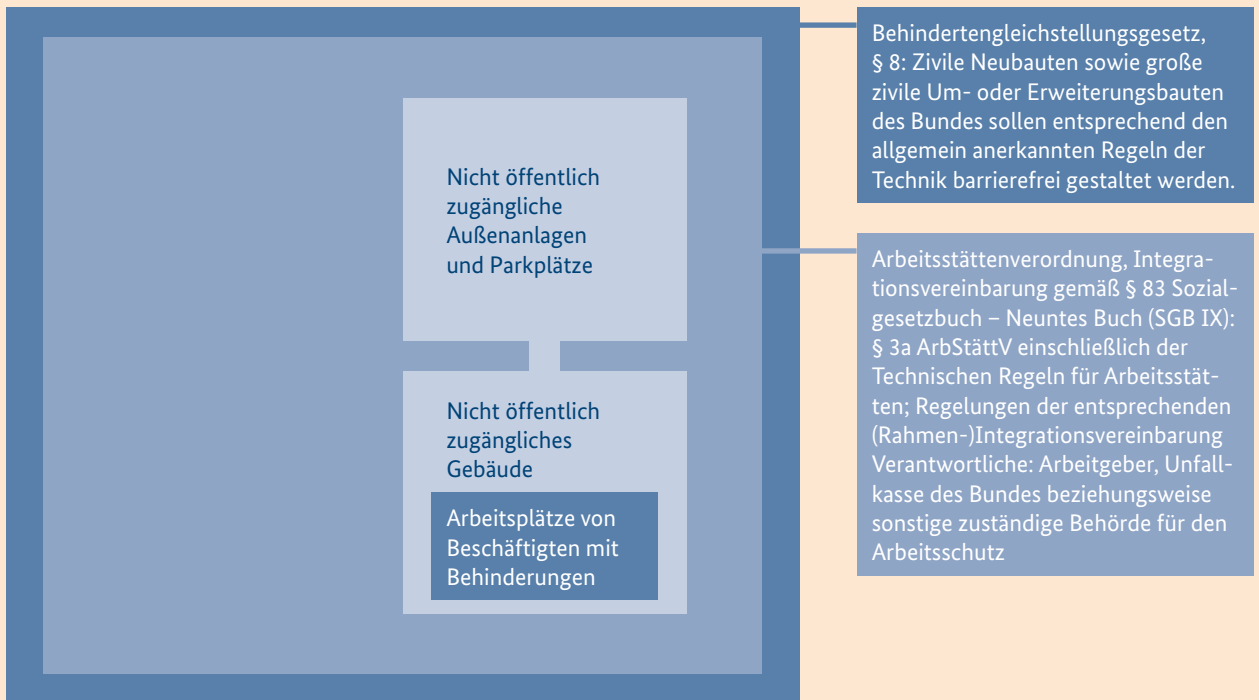 Nicht öffentlich
zugängliche
Außenanlagen
und Parkplätze
Nicht öffentlich
zugängliches
Gebäude
Arbeitsplätze von
Beschäftigten mit
Behinderungen
Behindertengleichstellungsgesetz,
§ 8: Zivile Neubauten sowie große
zivile Um- oder Erweiterungsbauten
des Bundes sollen entsprechend den
allgemein anerkannten Regeln der
Technik barrierefrei gestaltet werden.
Arbeitsstättenverordnung, Integra-
tionsvereinbarung gemäß § 83 Sozial-
gesetzbuch – Neuntes Buch (SGB IX):
§ 3a ArbStättV einschließlich der
Technischen Regeln für Arbeitsstät-
ten; Regelungen der entsprechenden
(Rahmen-)Integrationsvereinbarung
Verantwortliche: Arbeitgeber, Unfall-
kasse des Bundes beziehungsweise
sonstige zuständige Behörde für den
Arbeitsschutz